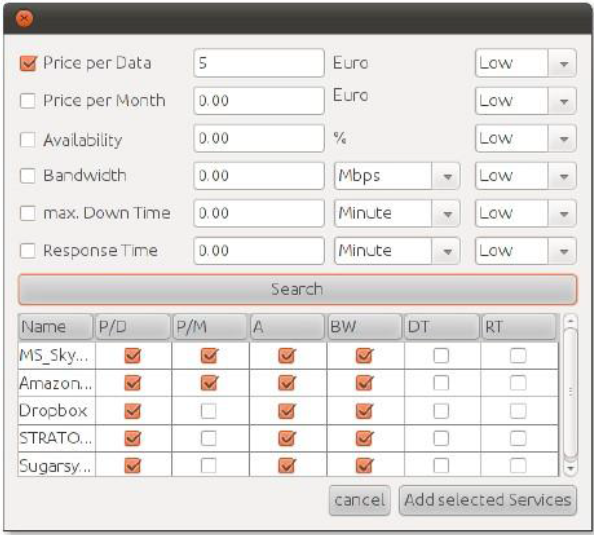 Price per Data 5 Euro Low
Price per Month 0.00 Euro Low
Availability 0.00 % Low
Bandwidth 0.00 Mbps Low
max. Down Time 0.00 Minute Low
Response Time 0.00 Minute Low
Search
Name P/D P/M A BW DT RT
MS_Sky...
Amazon...
Dropbox
STRATO...
Sugarsy...
cancel Add selected Services